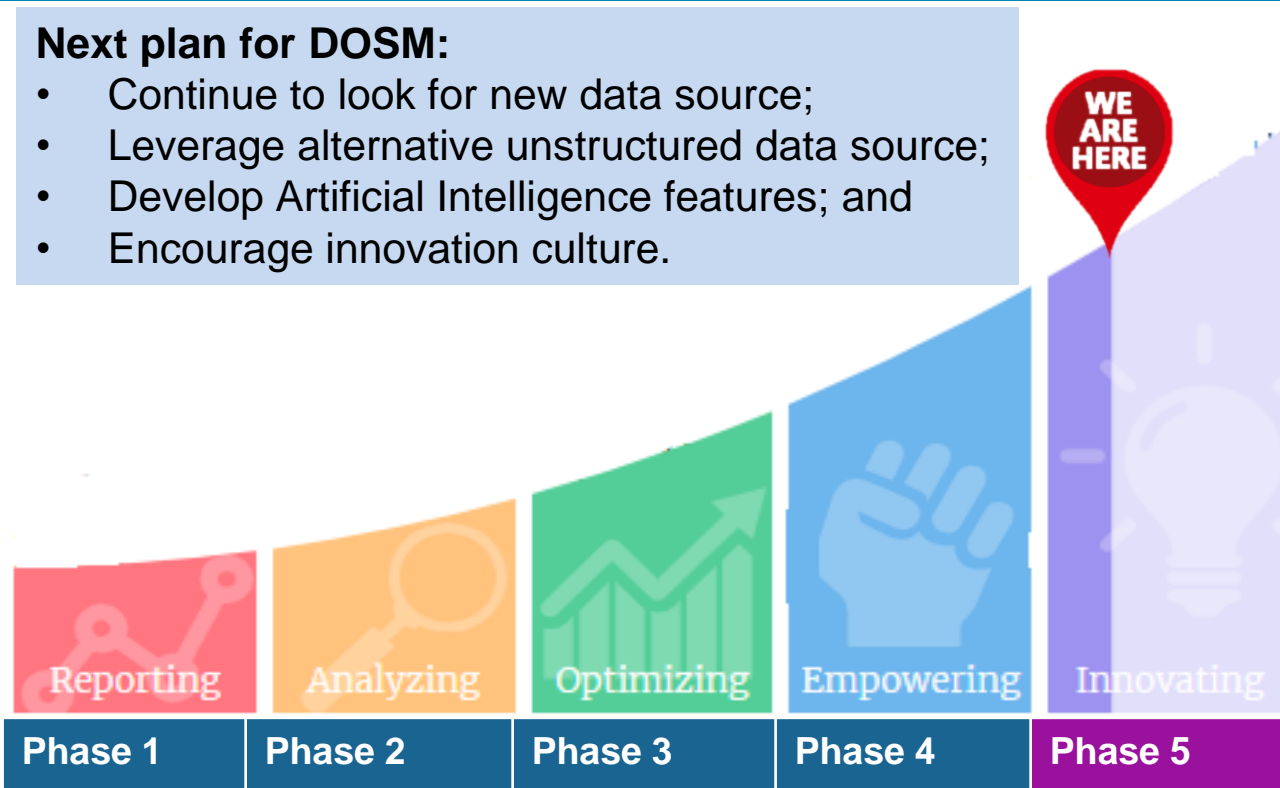 Next plan for DOSM:
• Continue to look for new data source;
• Leverage alternative unstructured data source;
• Develop Artificial Intelligence features; and
• Encourage innovation culture.
WE
ARE
HERE
Reporting
Analyzing
Optimizing
Empowering
Innovating
Phase 1
Phase 2
Phase 3
Phase 4
Phase 5